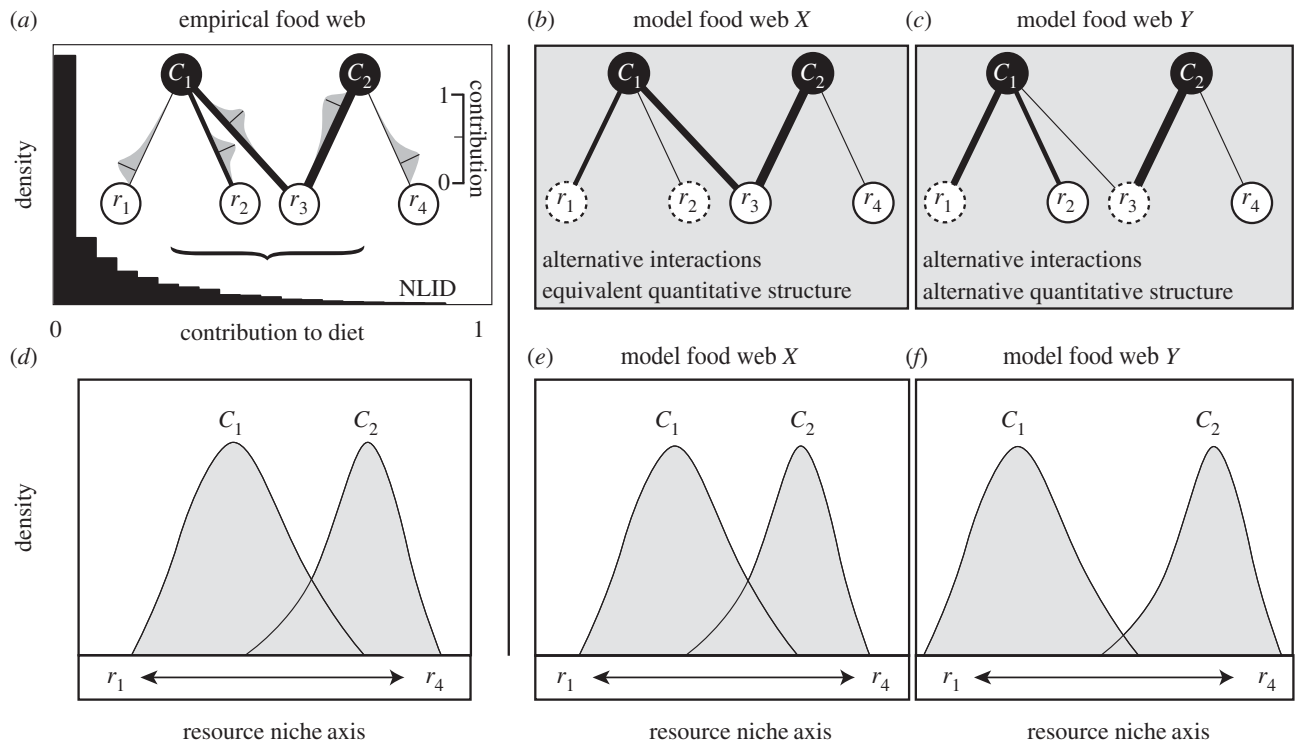 (a) empirical food web
C1 C2
1
contribution
0
density
r1 r2 r3 r4
NLID
0 contribution to diet 1
(b) model food web X
C1 C2
r1 r2 r3 r4
alternative interactions
equivalent quantitative structure
(c) model food web Y
C1 C2
r1 r2 r3 r4
alternative interactions
alternative quantitative structure
(d)
C1 C2
density
r1 r4
resource niche axis
(e) model food web X
C1 C2
r1 r4
resource niche axis
(f) model food web Y
C1 C2
r1 r4
resource niche axis